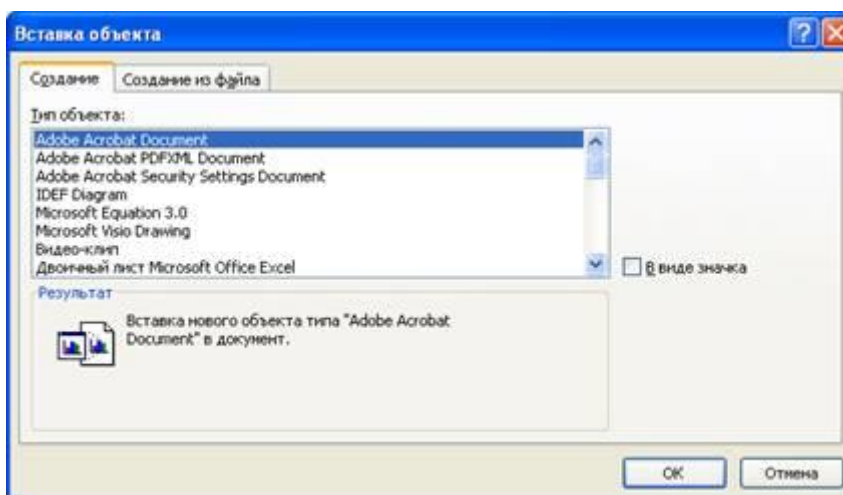 Вставка объекта
Создание
Создание из файла
Тип объекта:
Adobe Acrobat Document
Adobe Acrobat PDFXML Document
Adobe Acrobat Security Settings Document
IDEF Diagram
Microsoft Equation 3.0
Microsoft Visio Drawing
Видео-клип
Двоичный лист Microsoft Office Excel
В виде значка
Результат
Вставка нового объекта типа "Adobe Acrobat
Document" в документ.
ОК
Отмена